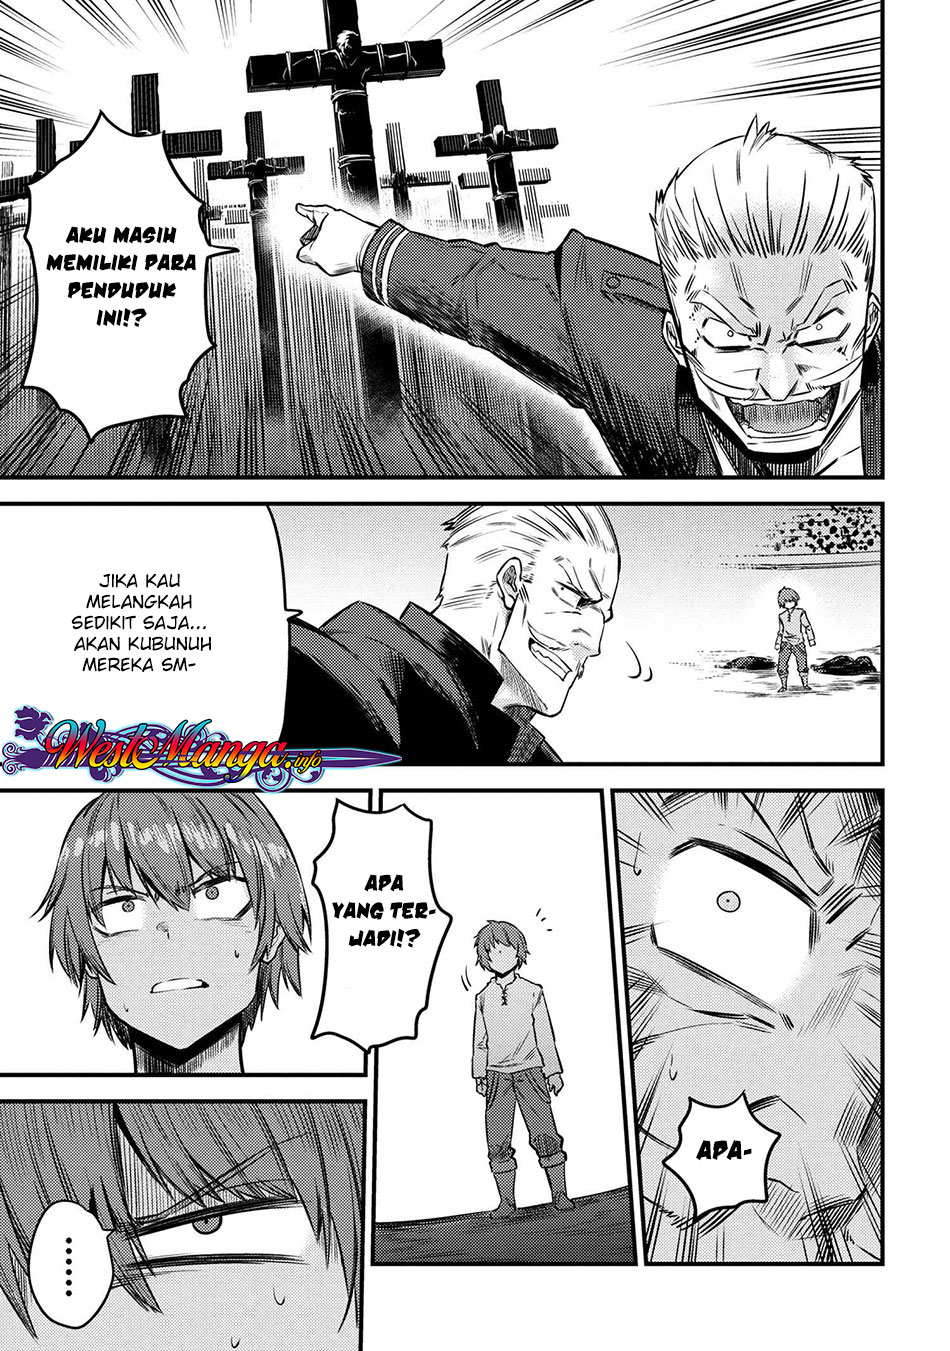 AKU MASIH
MEMILIKI PARA
PENDUDUK
INI!?
JIKA KAU
MELANGKAH
SEDIKIT SAJA...
AKAN KUBUNUH
MEREKA SM-
WestManga.info
APA-
APA
YANG TER-
JADI!?
......